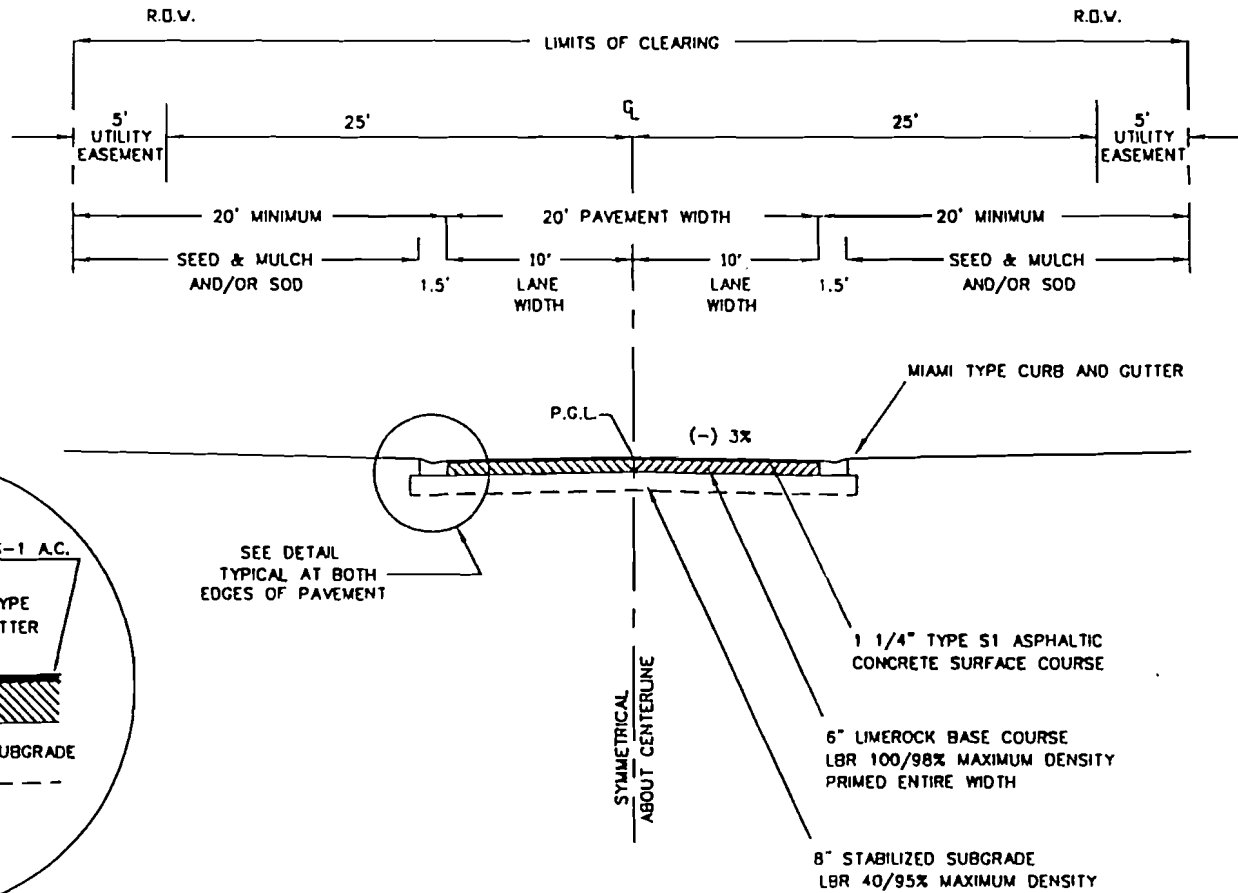 R.O.W.
R.O.W.
LIMITS OF CLEARING
5'
UTILITY
EASEMENT
25'
℄
25'
5'
UTILITY
EASEMENT
20' MINIMUM
20' PAVEMENT WIDTH
20' MINIMUM
SEED & MULCH
AND/OR SOD
1.5'
10'
LANE
WIDTH
10'
LANE
WIDTH
1.5'
SEED & MULCH
AND/OR SOD
MIAMI TYPE CURB AND GUTTER
P.G.L.
(-) 3%
SEE DETAIL
TYPICAL AT BOTH
EDGES OF PAVEMENT
-1 A.C.
YPE
TTER
UBGRADE
SYMMETRICAL
ABOUT CENTERLINE
1 1/4" TYPE S1 ASPHALTIC
CONCRETE SURFACE COURSE
6" LIMEROCK BASE COURSE
LBR 100/98% MAXIMUM DENSITY
PRIMED ENTIRE WIDTH
8" STABILIZED SUBGRADE
LBR 40/95% MAXIMUM DENSITY